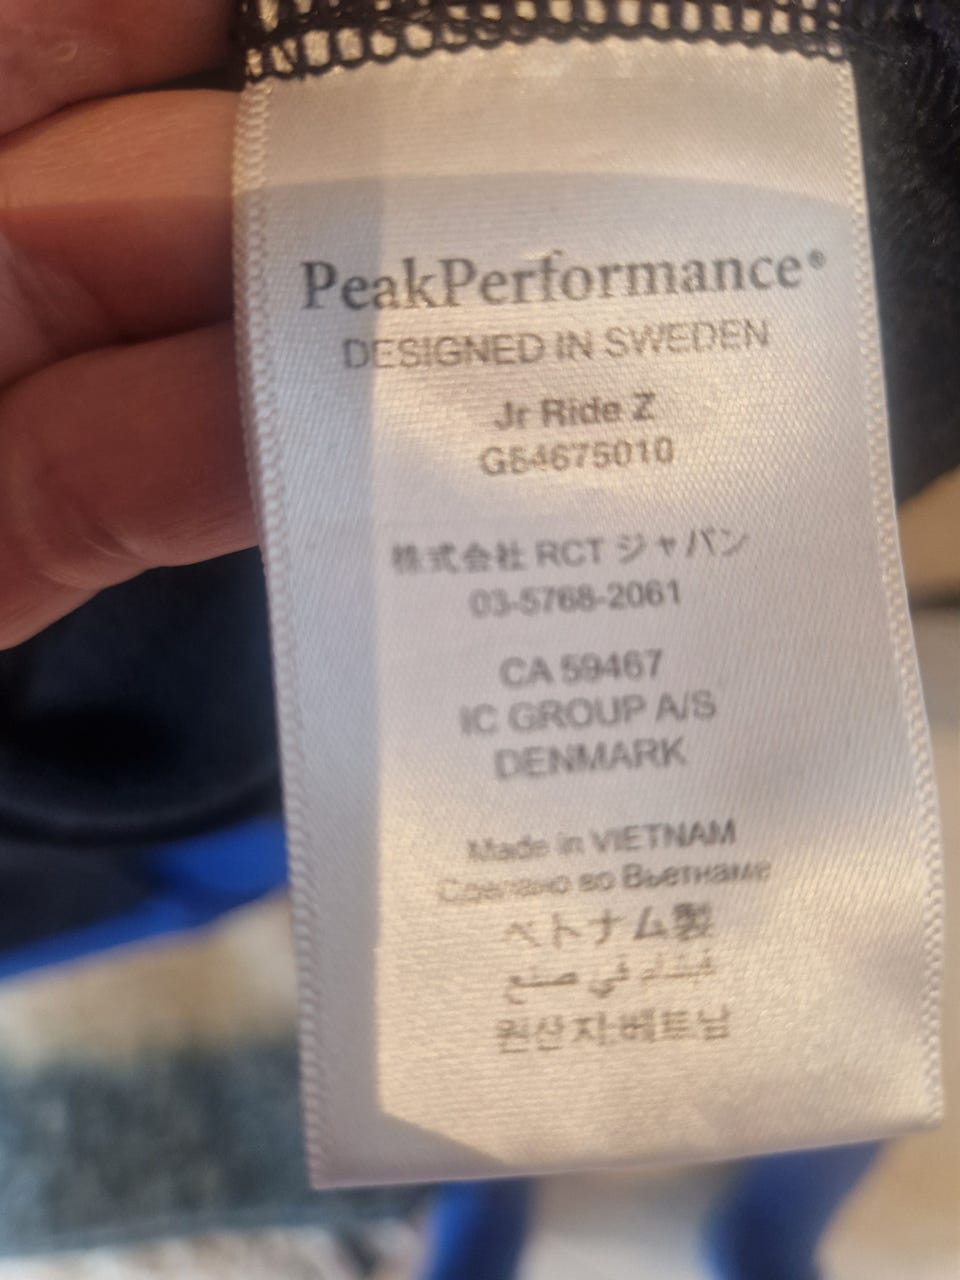 PeakPerformance®
DESIGNED IN SWEDEN
Jr Ride Z
G54675010
株式会社 RCT ジャパン
03-5768-2061
CA 59467
IC GROUP A/S
DENMARK
Made in VIETNAM
Сделано во Вьетнаме
ベトナム製
فيتنام في صنع
원산지:베트남